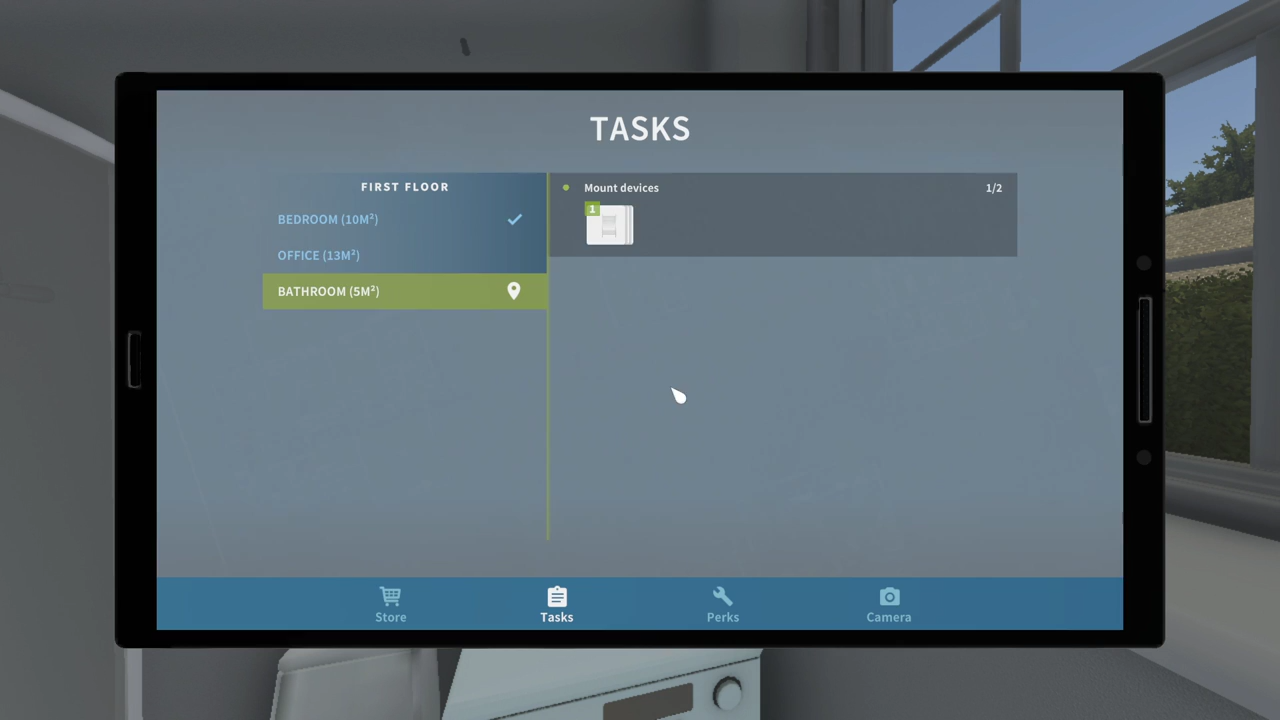 TASKS
FIRST FLOOR
BEDROOM (10M²)
OFFICE (13M²)
BATHROOM (5M²)
Mount devices 1/2
1
Store Tasks Perks Camera